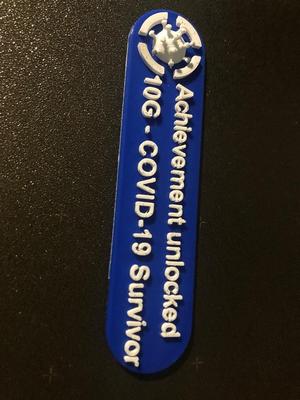 Achievement unlocked
10G - COVID-19 Survivor